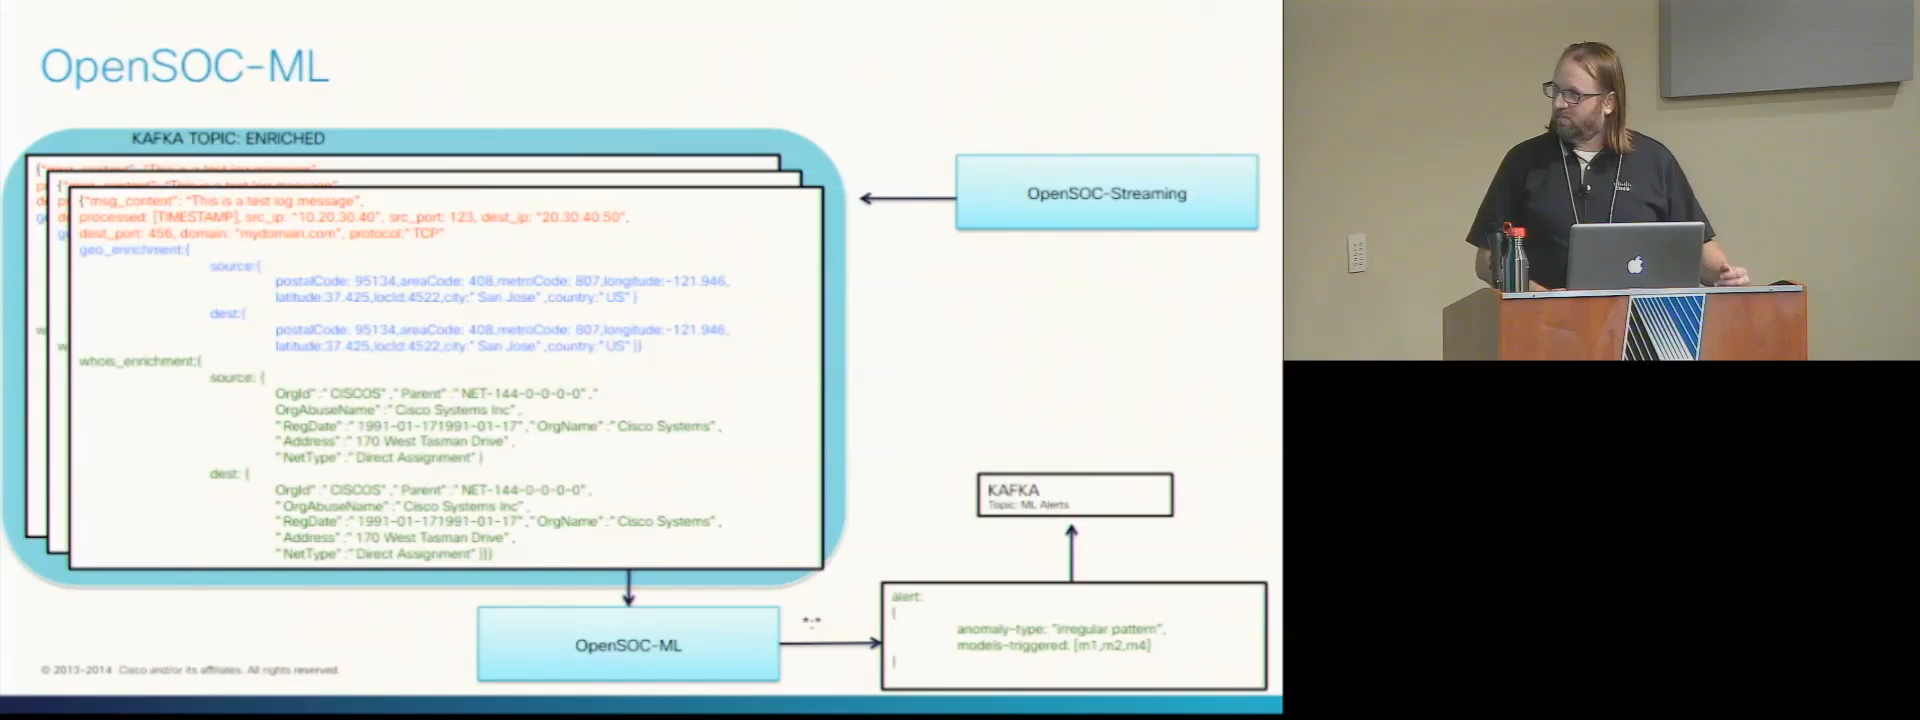 OpenSOC-ML
KAFKA TOPIC: ENRICHED
{"msg_content": "This is a test log message",
processed: [TIMESTAMP], src_ip: "10.20.30.40", src_port: 123, dest_ip: "20.30.40.50",
dest_port: 456, domain: "mydomain.com", protocol:"TCP"
geo_enrichment:{
source:{
postalCode: 95134,areaCode: 408,metroCode: 807,longitude:-121.946,
latitude:37.425,locId:4522,city:"San Jose",country:"US"}
dest:{
postalCode: 95134,areaCode: 408,metroCode: 807,longitude:-121.946,
latitude:37.425,locId:4522,city:"San Jose",country:"US"}}
whois_enrichment:{
source: {
OrgId":"CISCOS","Parent":"NET-144-0-0-0-0","
OrgAbuseName":"Cisco Systems Inc",
"RegDate":"1991-01-171991-01-17","OrgName":"Cisco Systems",
"Address":"170 West Tasman Drive",
"NetType":"Direct Assignment"}
dest: {
OrgId":"CISCOS","Parent":"NET-144-0-0-0-0",
"OrgAbuseName":"Cisco Systems Inc",
"RegDate":"1991-01-171991-01-17","OrgName":"Cisco Systems",
"Address":"170 West Tasman Drive",
"NetType":"Direct Assignment"}}}
OpenSOC-Streaming
KAFKA
Topic: ML Alerts
OpenSOC-ML
*:*
alert:
{
anomaly-type: "irregular pattern",
models-triggered: [m1,m2,m4]
}
© 2013-2014 Cisco and/or its affiliates. All rights reserved.
CISCO